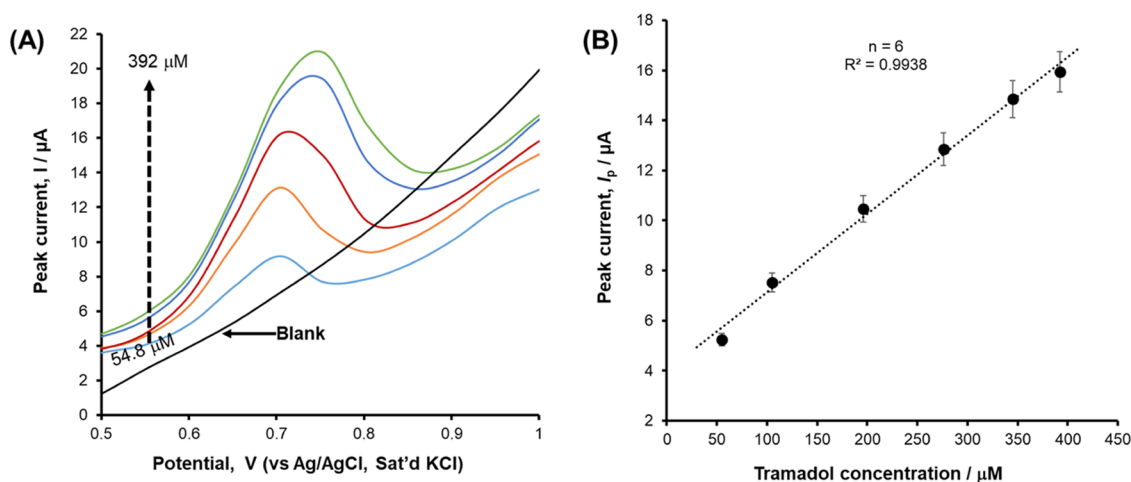 (A)
22
20
18
16
14
12
10
8
6
4
2
0
Peak current, I / µA
392 µM
54.8 µM
Blank
0.5 0.6 0.7 0.8 0.9 1
Potential, V (vs Ag/AgCl, Sat'd KCl)
(B)
18
16
14
12
10
8
6
4
2
Peak current, Ip / µA
n = 6
R² = 0.9938
0 50 100 150 200 250 300 350 400 450
Tramadol concentration / µM